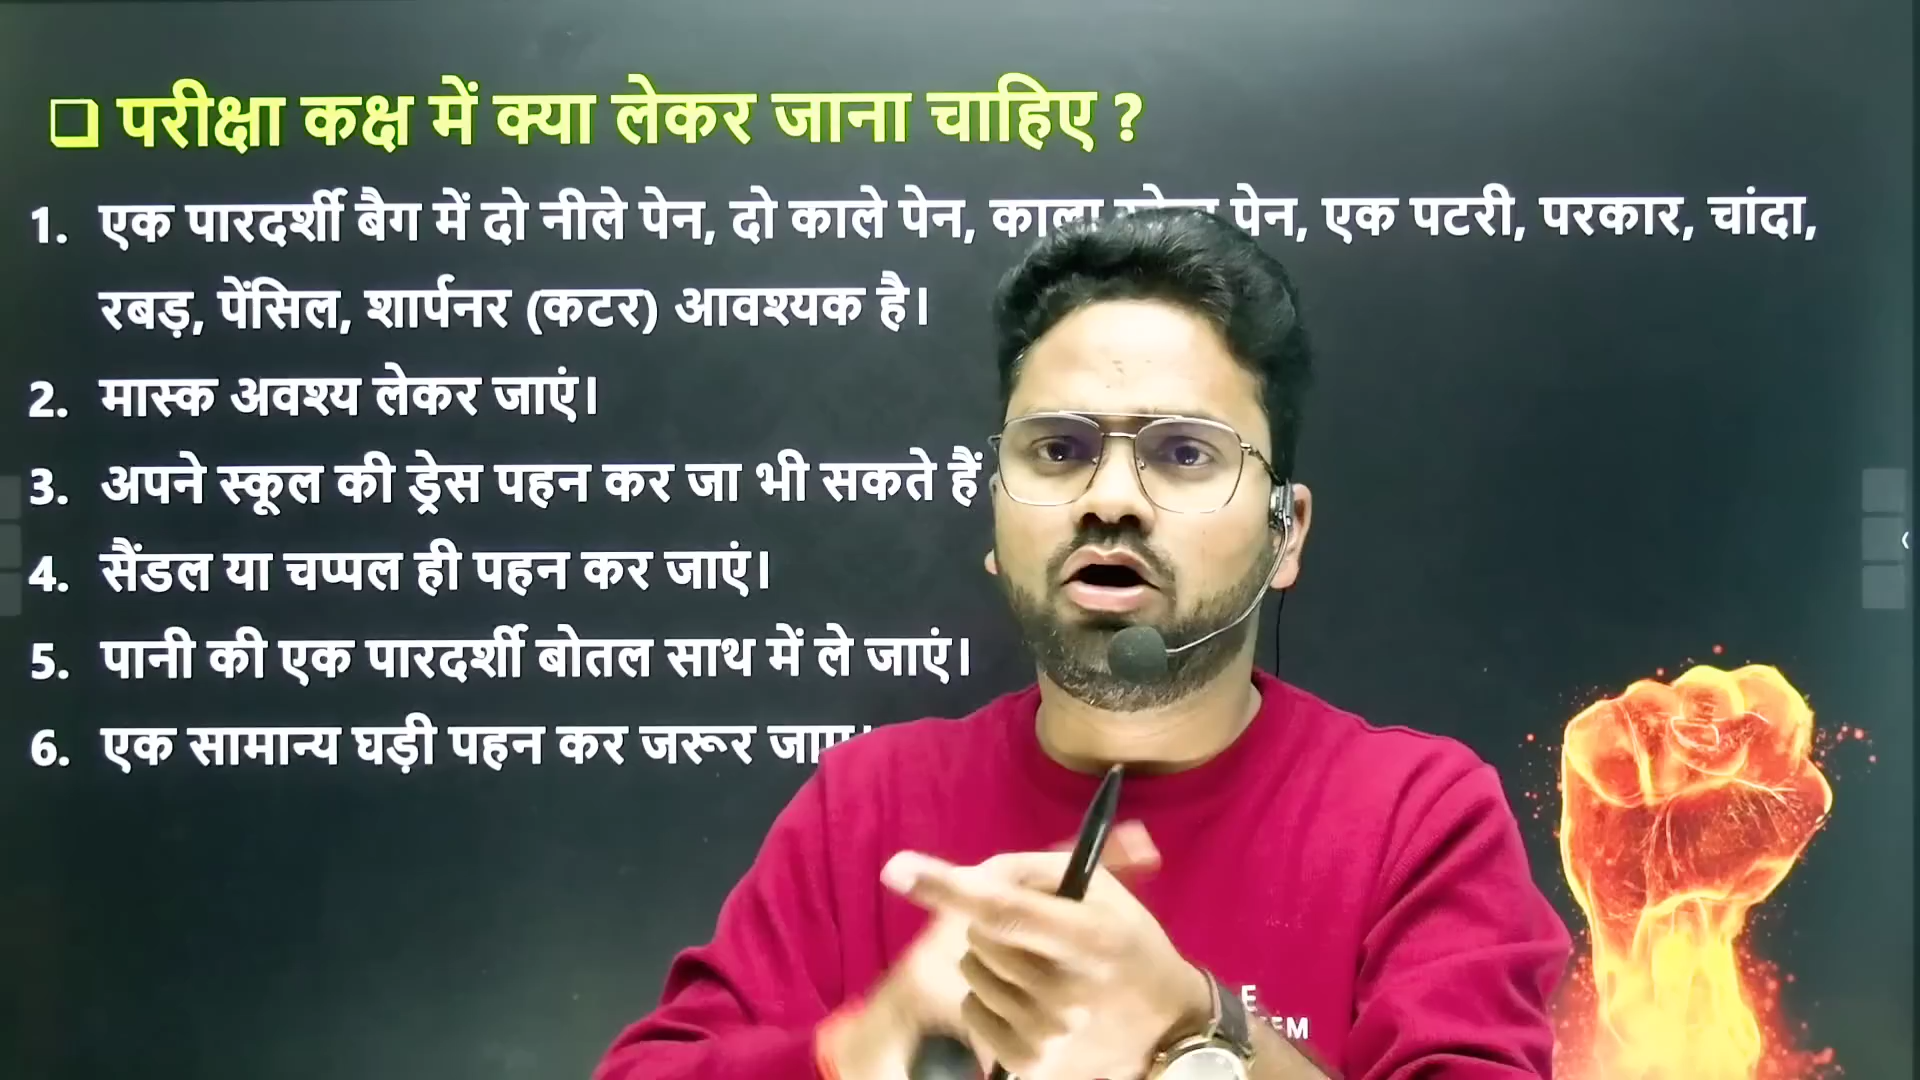 ❑ परीक्षा कक्ष में क्या लेकर जाना चाहिए ?
1. एक पारदर्शी बैग में दो नीले पेन, दो काले पेन, काला पेन, एक पटरी, परकार, चांदा,
रबड़, पेंसिल, शार्पनर (कटर) आवश्यक है।
2. मास्क अवश्य लेकर जाएं।
3. अपने स्कूल की ड्रेस पहन कर जा भी सकते हैं
4. सैंडल या चप्पल ही पहन कर जाएं।
5. पानी की एक पारदर्शी बोतल साथ में ले जाएं।
6. एक सामान्य घड़ी पहन कर जरूर
E